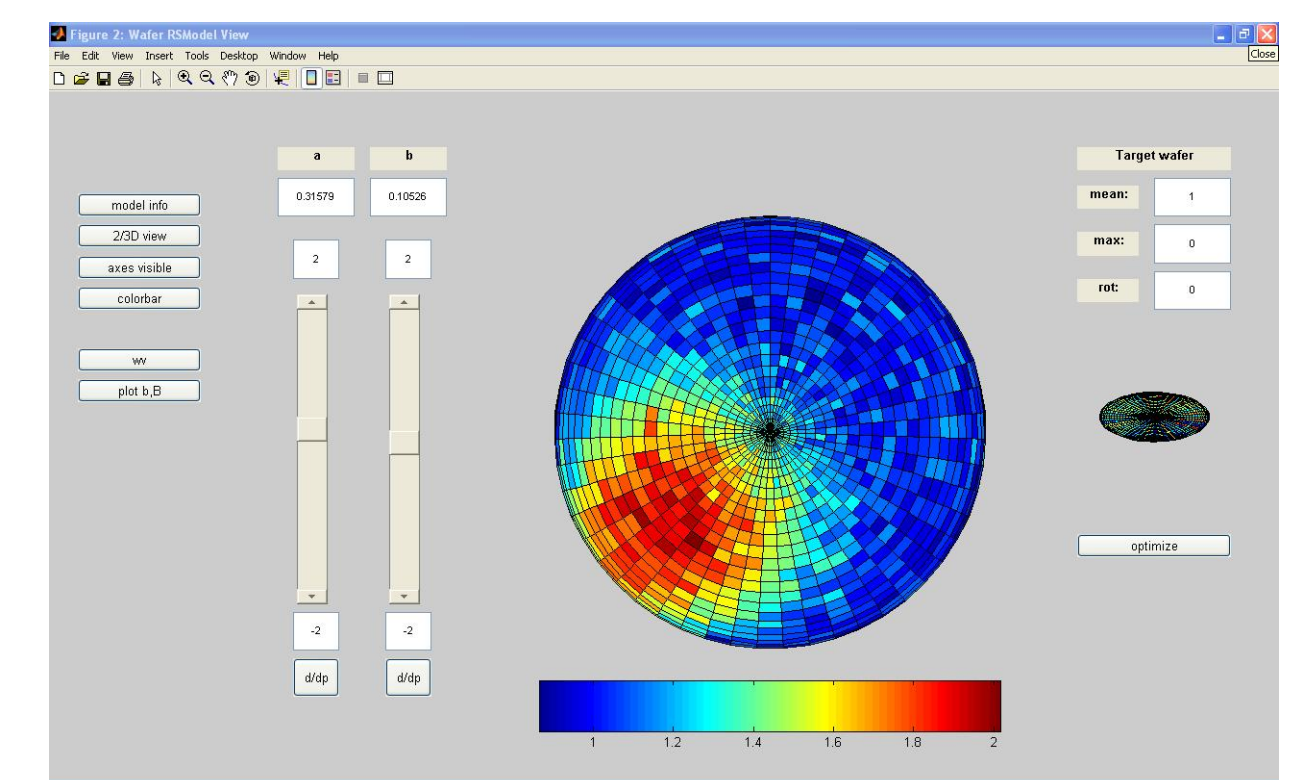 Figure 2: Wafer RSModel View
File Edit View Insert Tools Desktop Window Help
Close
a b
Target wafer
model info
0.31579 0.10526
mean: 1
2/3D view
2 2
max: 0
axes visible
colorbar
rot: 0
wv
plot b,B
optimize
-2 -2
d/dp d/dp
1 1.2 1.4 1.6 1.8 2